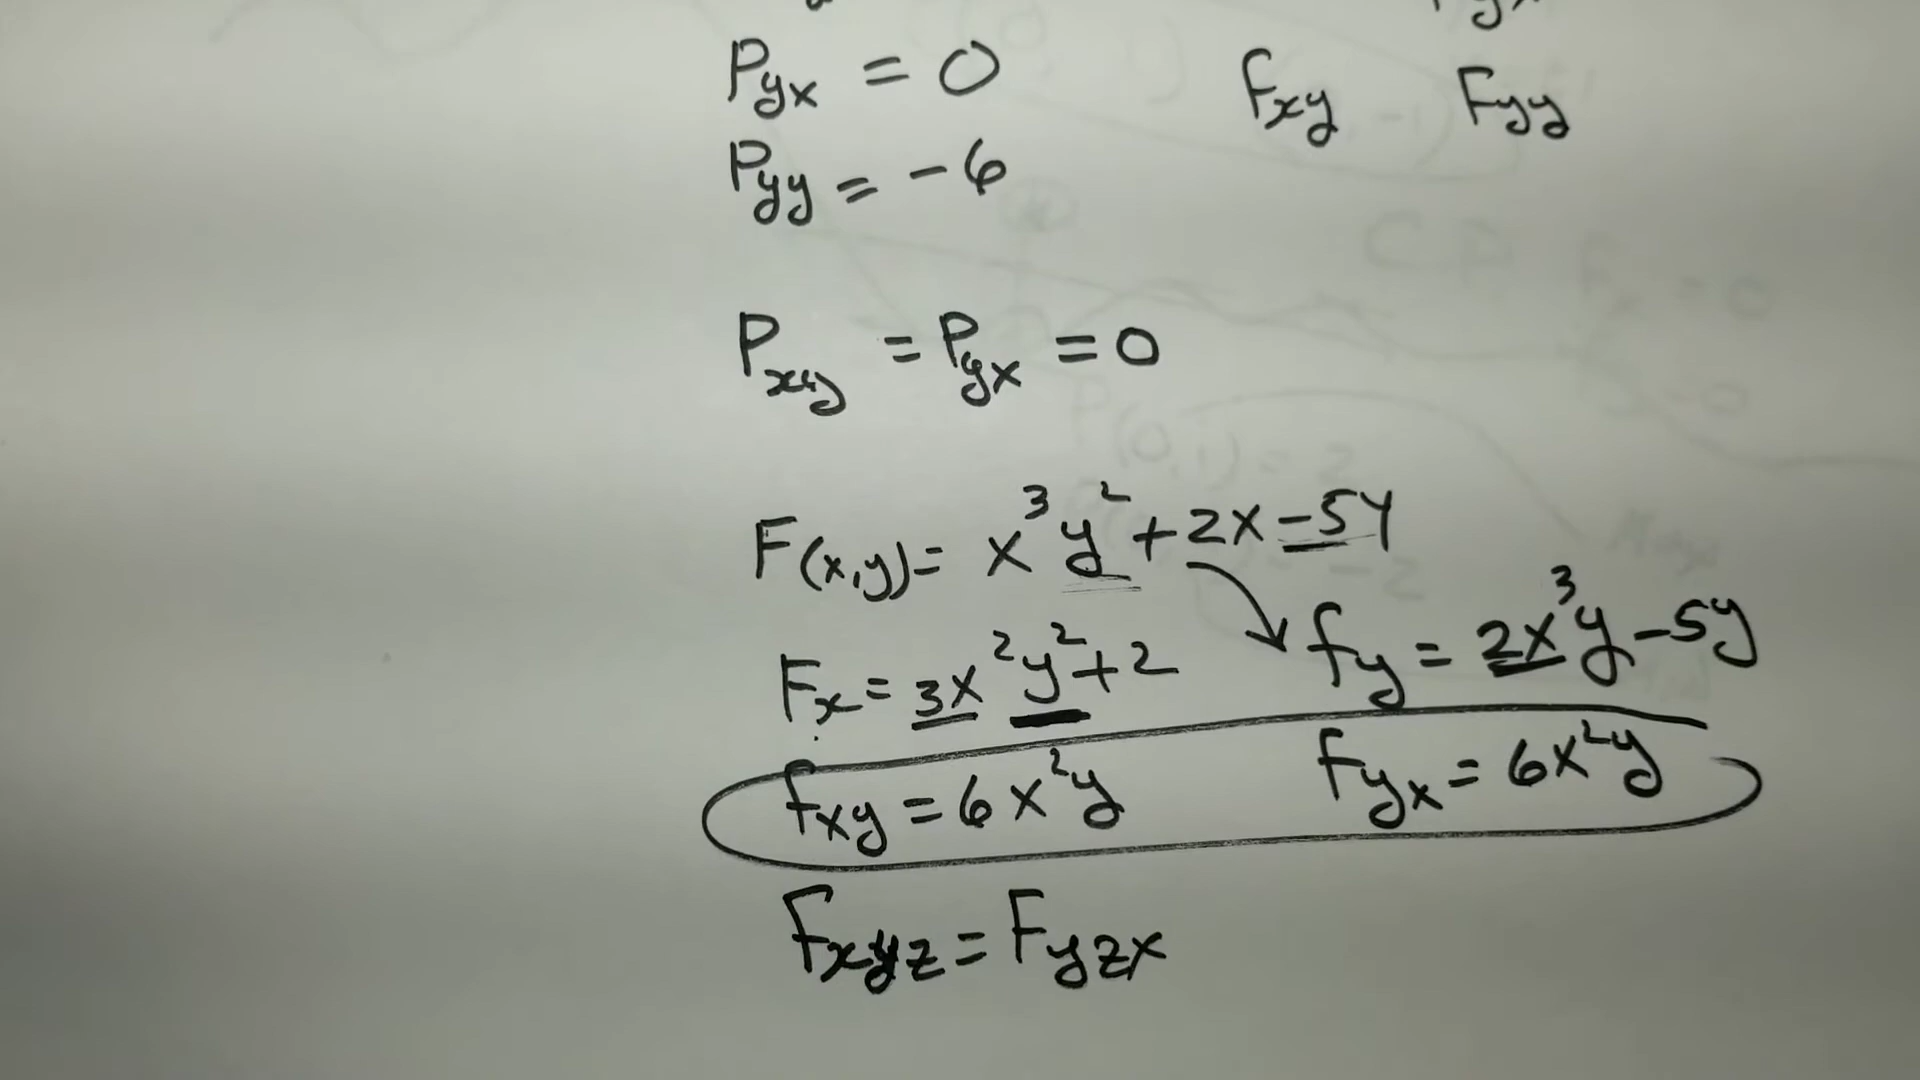 Pyx = 0
Fxy Fyy
Pyy = -6
Pxy = Pyx = 0
F(x,y) = x³y² + 2x - 5y
Fx = 3x²y² + 2
fy = 2x³y - 5y
fxy = 6x²y
Fyx = 6x²y
Fxyz = Fyzx